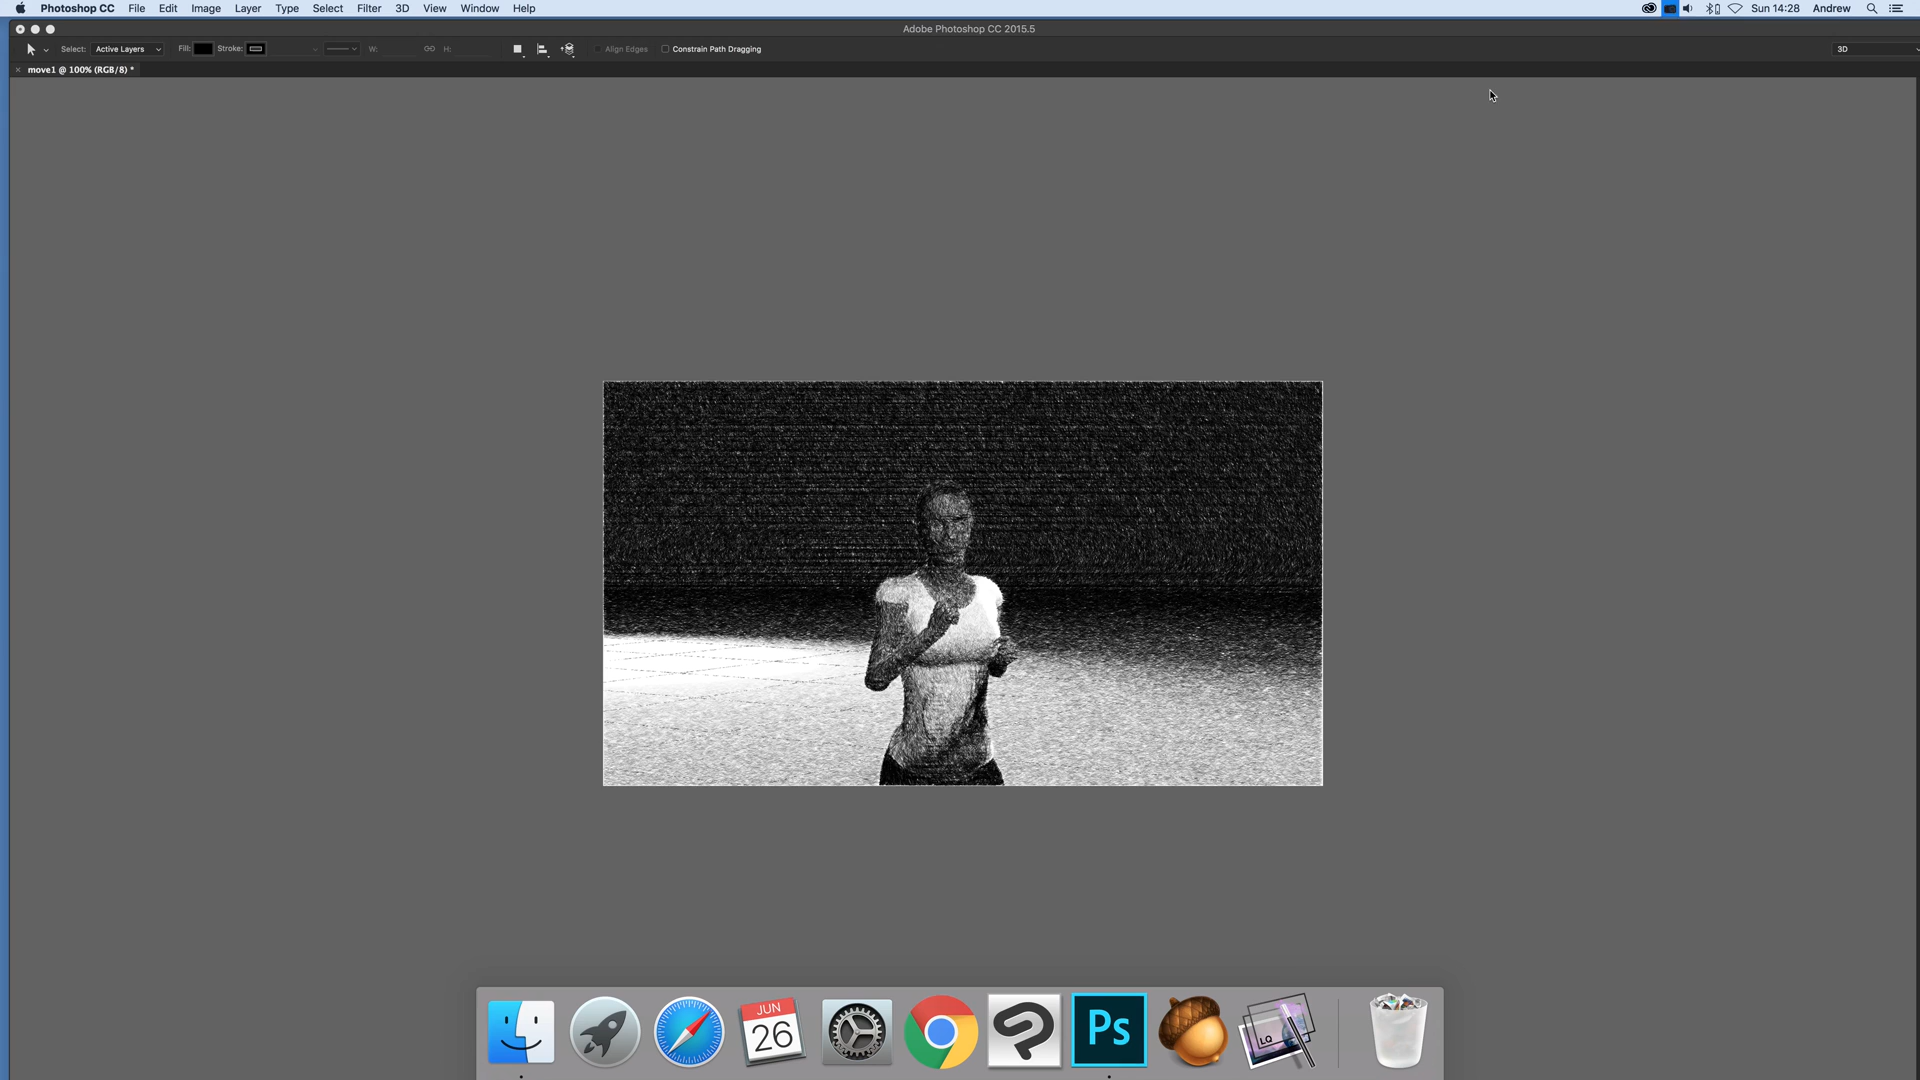 Photoshop CC File Edit Image Layer Type Select Filter 3D View Window Help Sun 14:28 Andrew
Adobe Photoshop CC 2015.5
Select: Active Layers Fill: Stroke: W: H: Align Edges Constrain Path Dragging 3D
× move1 @ 100% (RGB/8) *
JUN
26
Ps
LQ